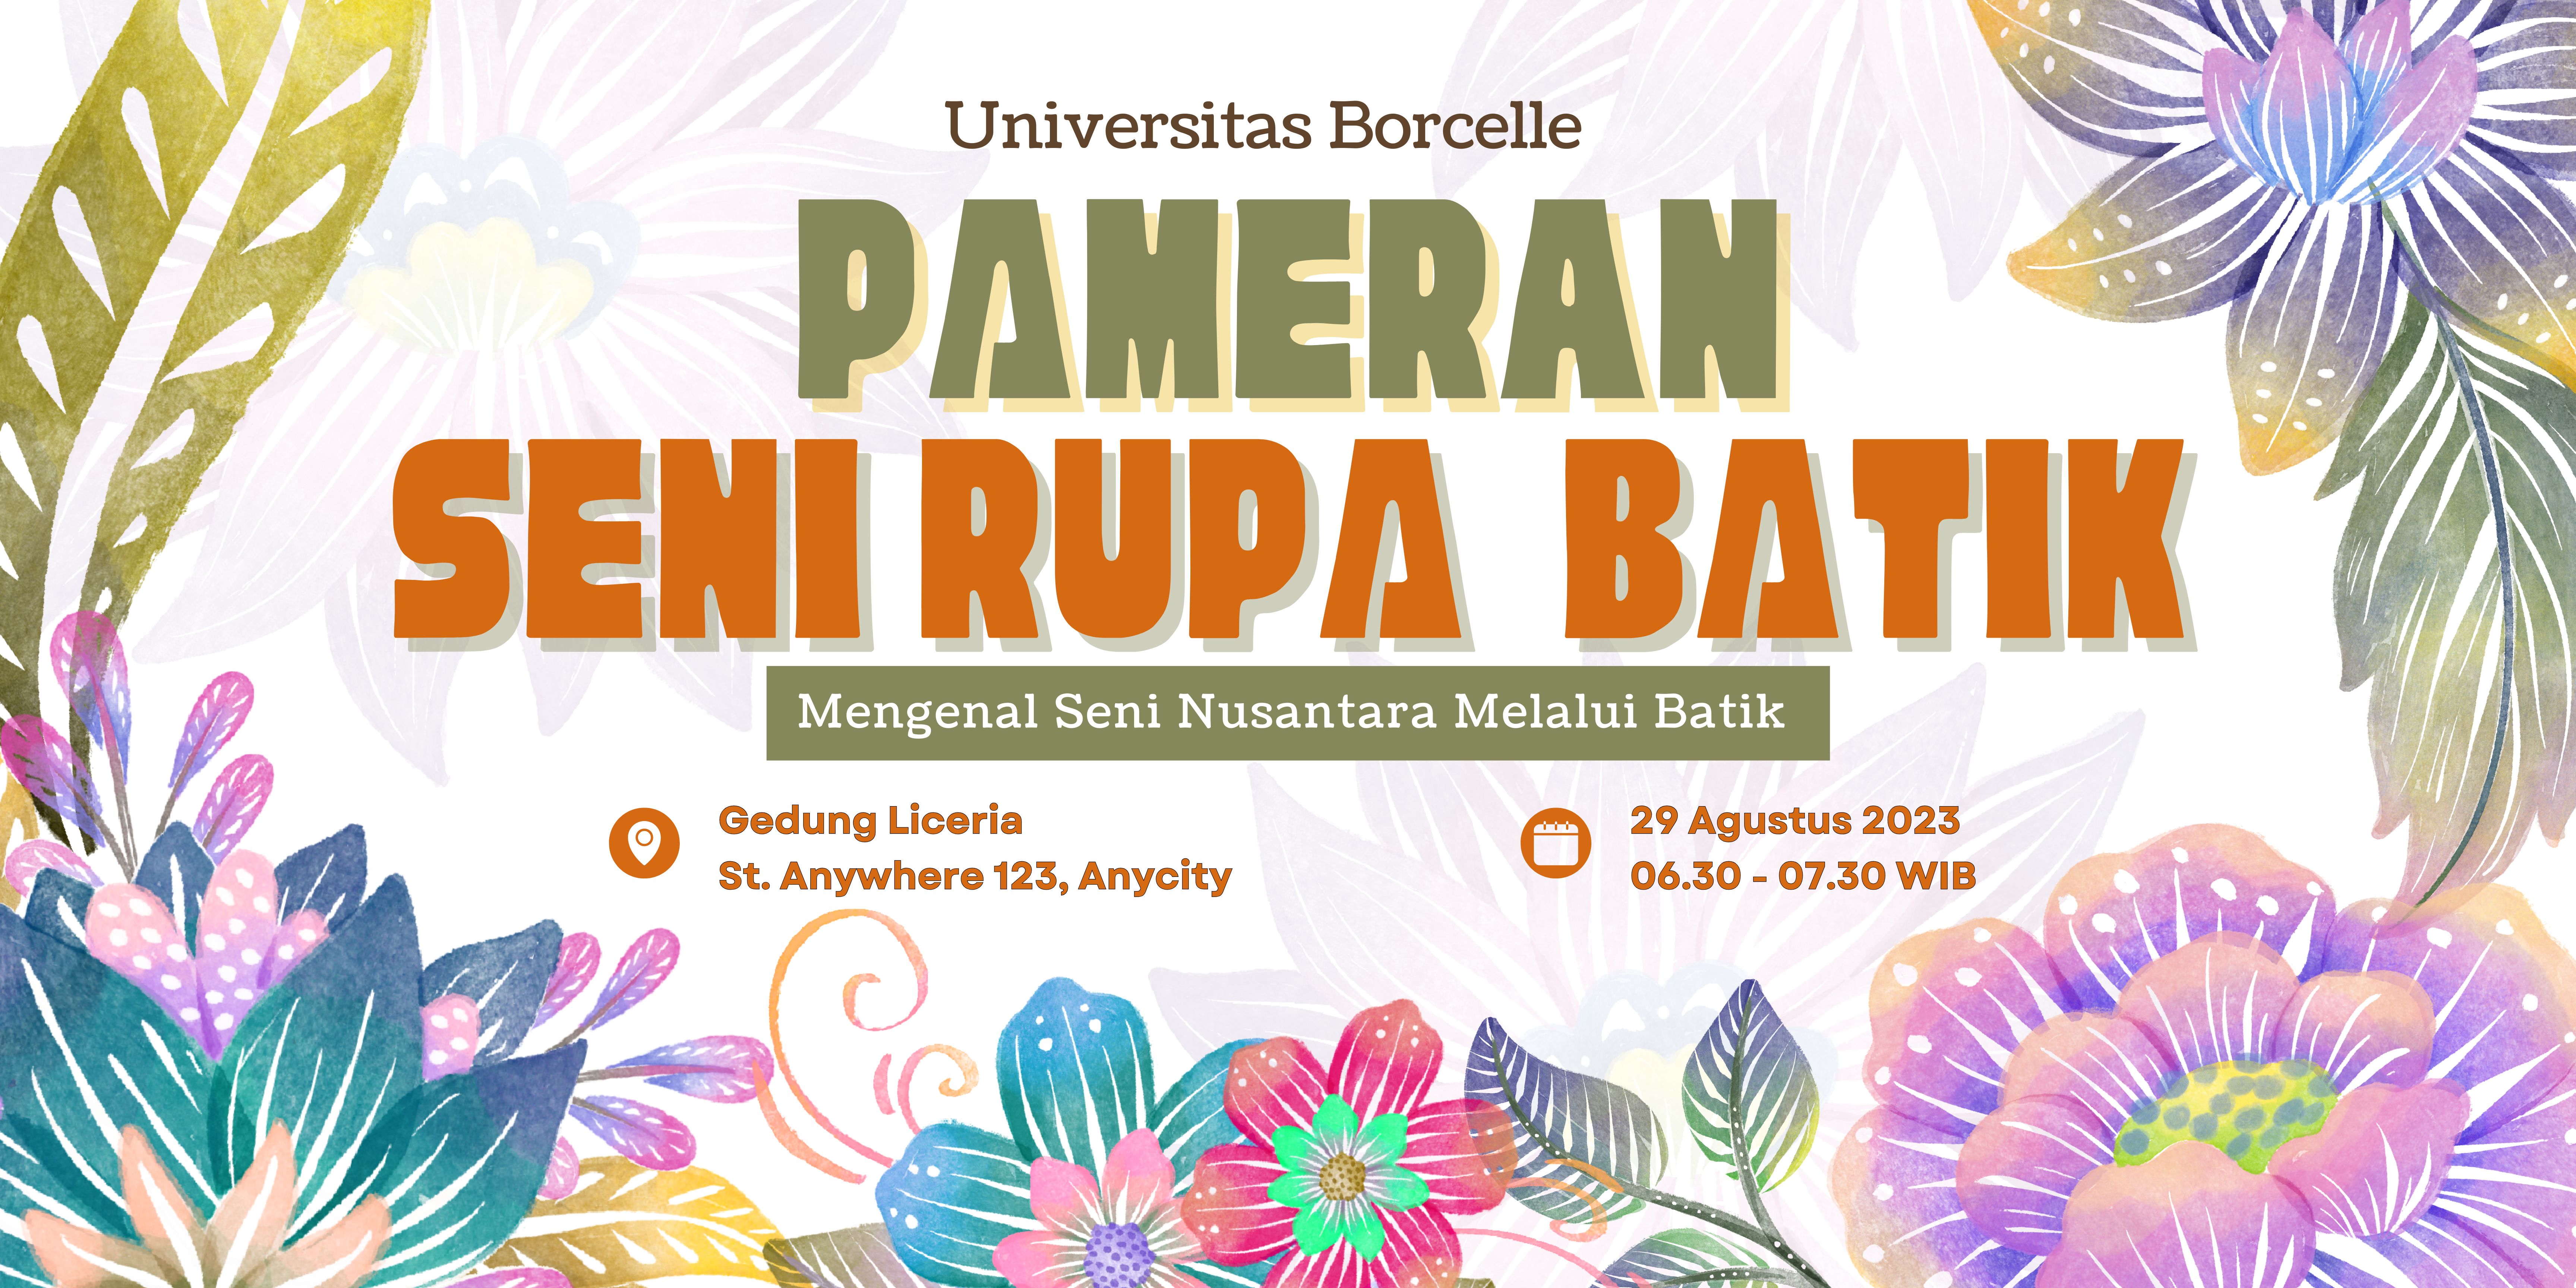 Universitas Borcelle
PAMERAN
SENI RUPA BATIK
Mengenal Seni Nusantara Melalui Batik
Gedung Liceria
St. Anywhere 123, Anycity
29 Agustus 2023
06.30 - 07.30 WIB